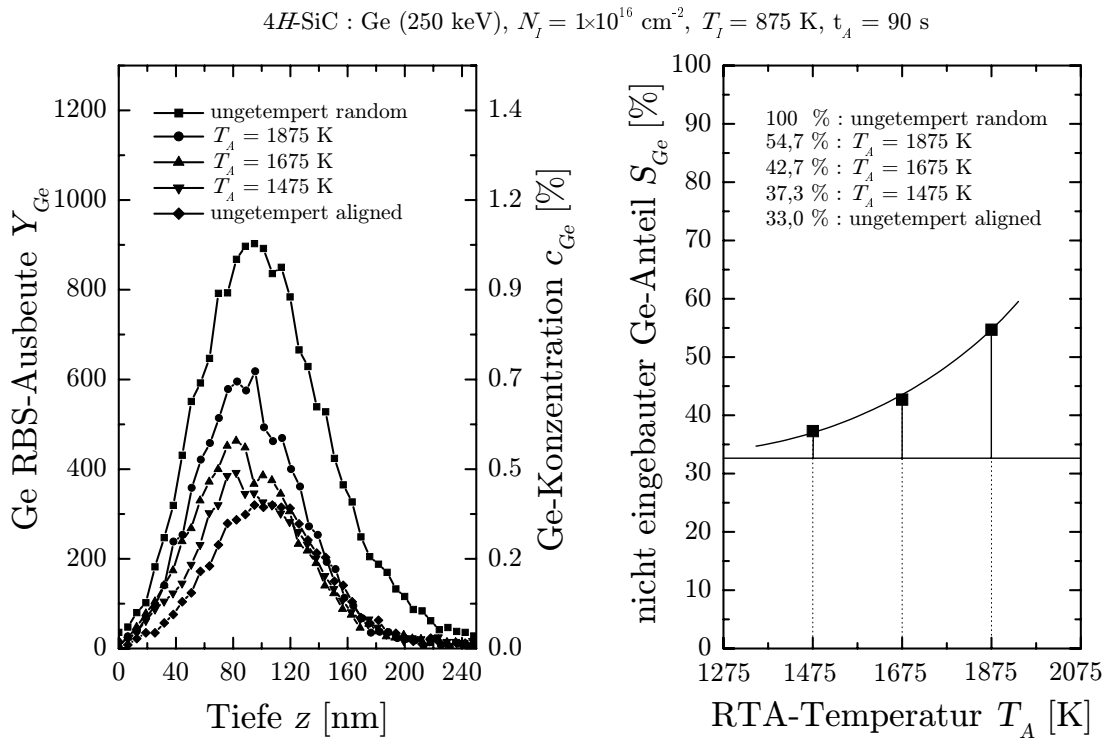 4H-SiC : Ge (250 keV), N_I = 1×10^16 cm^-2, T_I = 875 K, t_A = 90 s
Ge RBS-Ausbeute Y_Ge
1200
1000
800
600
400
200
0
ungetempert random
T_A = 1875 K
T_A = 1675 K
T_A = 1475 K
ungetempert aligned
1.4
1.2
0.9
0.7
0.5
0.2
0.0
Ge-Konzentration c_Ge [%]
0 40 80 120 160 200 240
Tiefe z [nm]
nicht eingebauter Ge-Anteil S_Ge [%]
100
90
80
70
60
50
40
30
20
10
0
100 % : ungetempert random
54,7 % : T_A = 1875 K
42,7 % : T_A = 1675 K
37,3 % : T_A = 1475 K
33,0 % : ungetempert aligned
1275 1475 1675 1875 2075
RTA-Temperatur T_A [K]